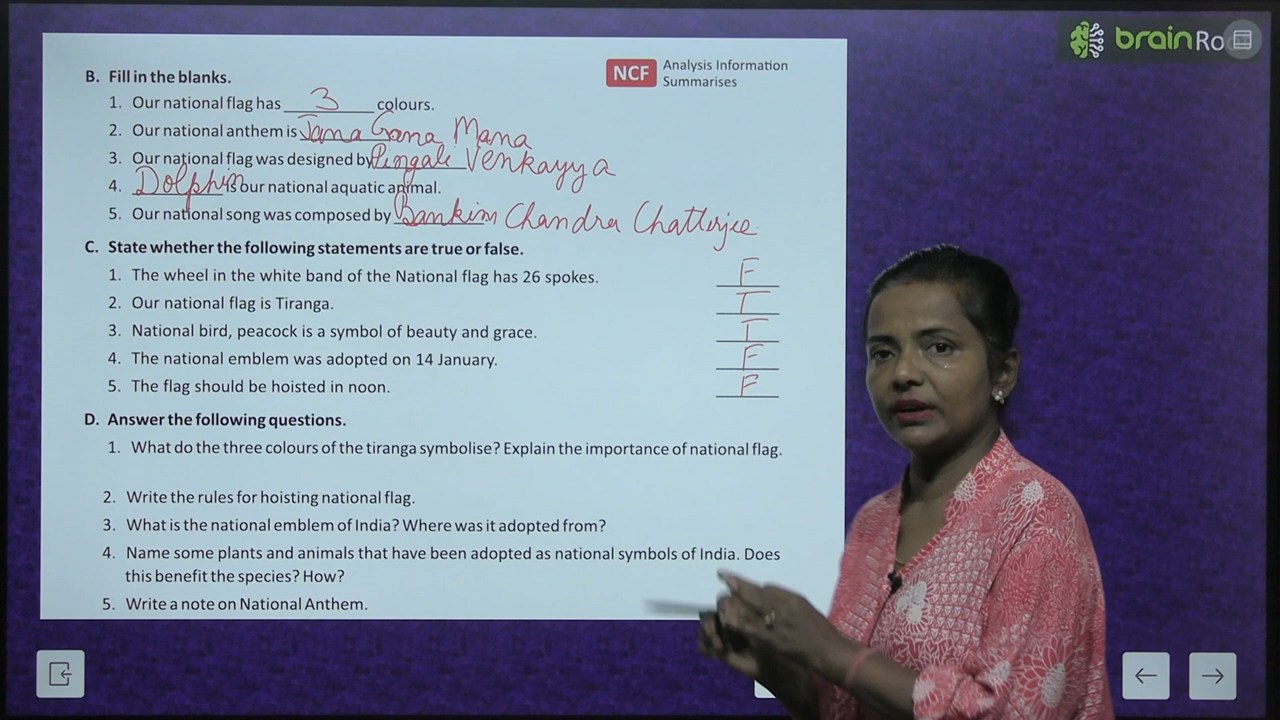 brainRo
NCF Analysis Information
Summarises
B. Fill in the blanks.
1. Our national flag has 3 colours.
2. Our national anthem is Jana Gana Mana
3. Our national flag was designed by Pingali Venkayya
4. Dolphin is our national aquatic animal.
5. Our national song was composed by Bankim Chandra Chatterjee.
C. State whether the following statements are true or false.
1. The wheel in the white band of the National flag has 26 spokes. F
2. Our national flag is Tiranga. T
3. National bird, peacock is a symbol of beauty and grace. T
4. The national emblem was adopted on 14 January. F
5. The flag should be hoisted in noon. F
D. Answer the following questions.
1. What do the three colours of the tiranga symbolise? Explain the importance of national flag.
2. Write the rules for hoisting national flag.
3. What is the national emblem of India? Where was it adopted from?
4. Name some plants and animals that have been adopted as national symbols of India. Does
this benefit the species? How?
5. Write a note on National Anthem.